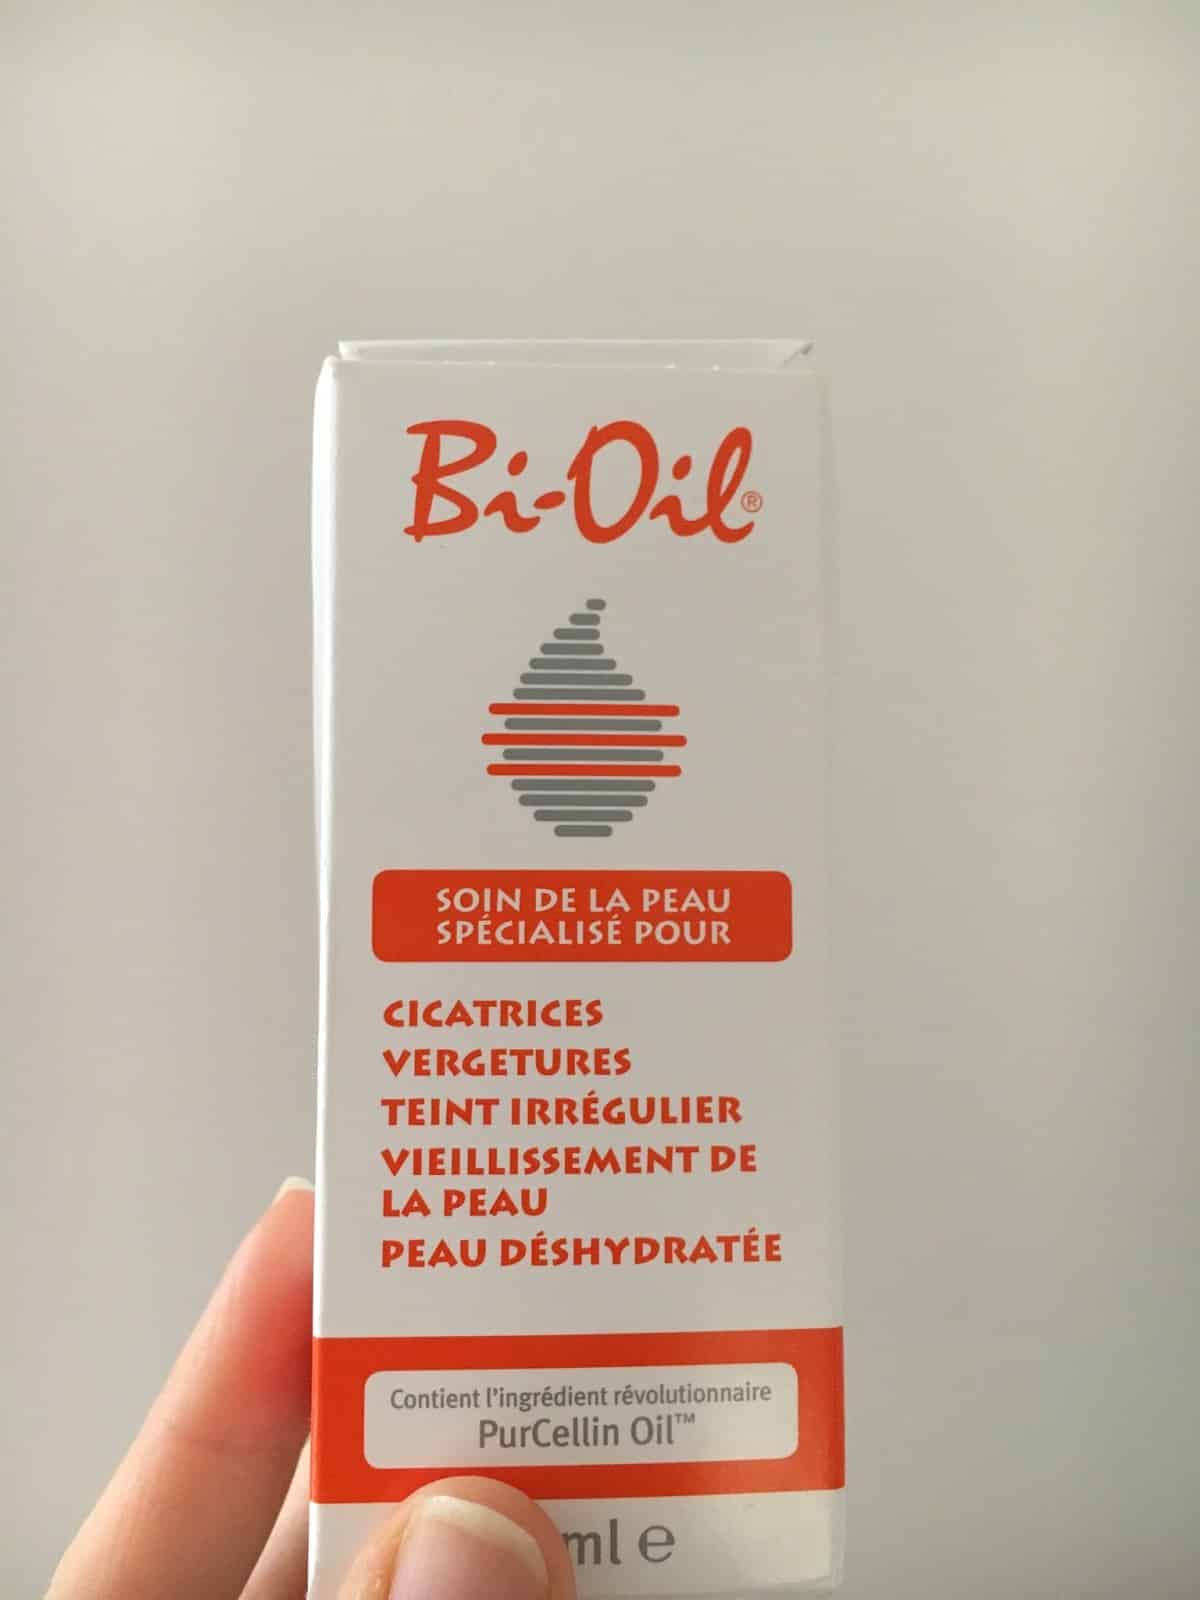 Bi-Oil®
SOIN DE LA PEAU
SPÉCIALISÉ POUR
CICATRICES
VERGETURES
TEINT IRRÉGULIER
VIEILLISSEMENT DE
LA PEAU
PEAU DÉSHYDRATÉE
Contient l'ingrédient révolutionnaire
PurCellin Oil™
ml ℮